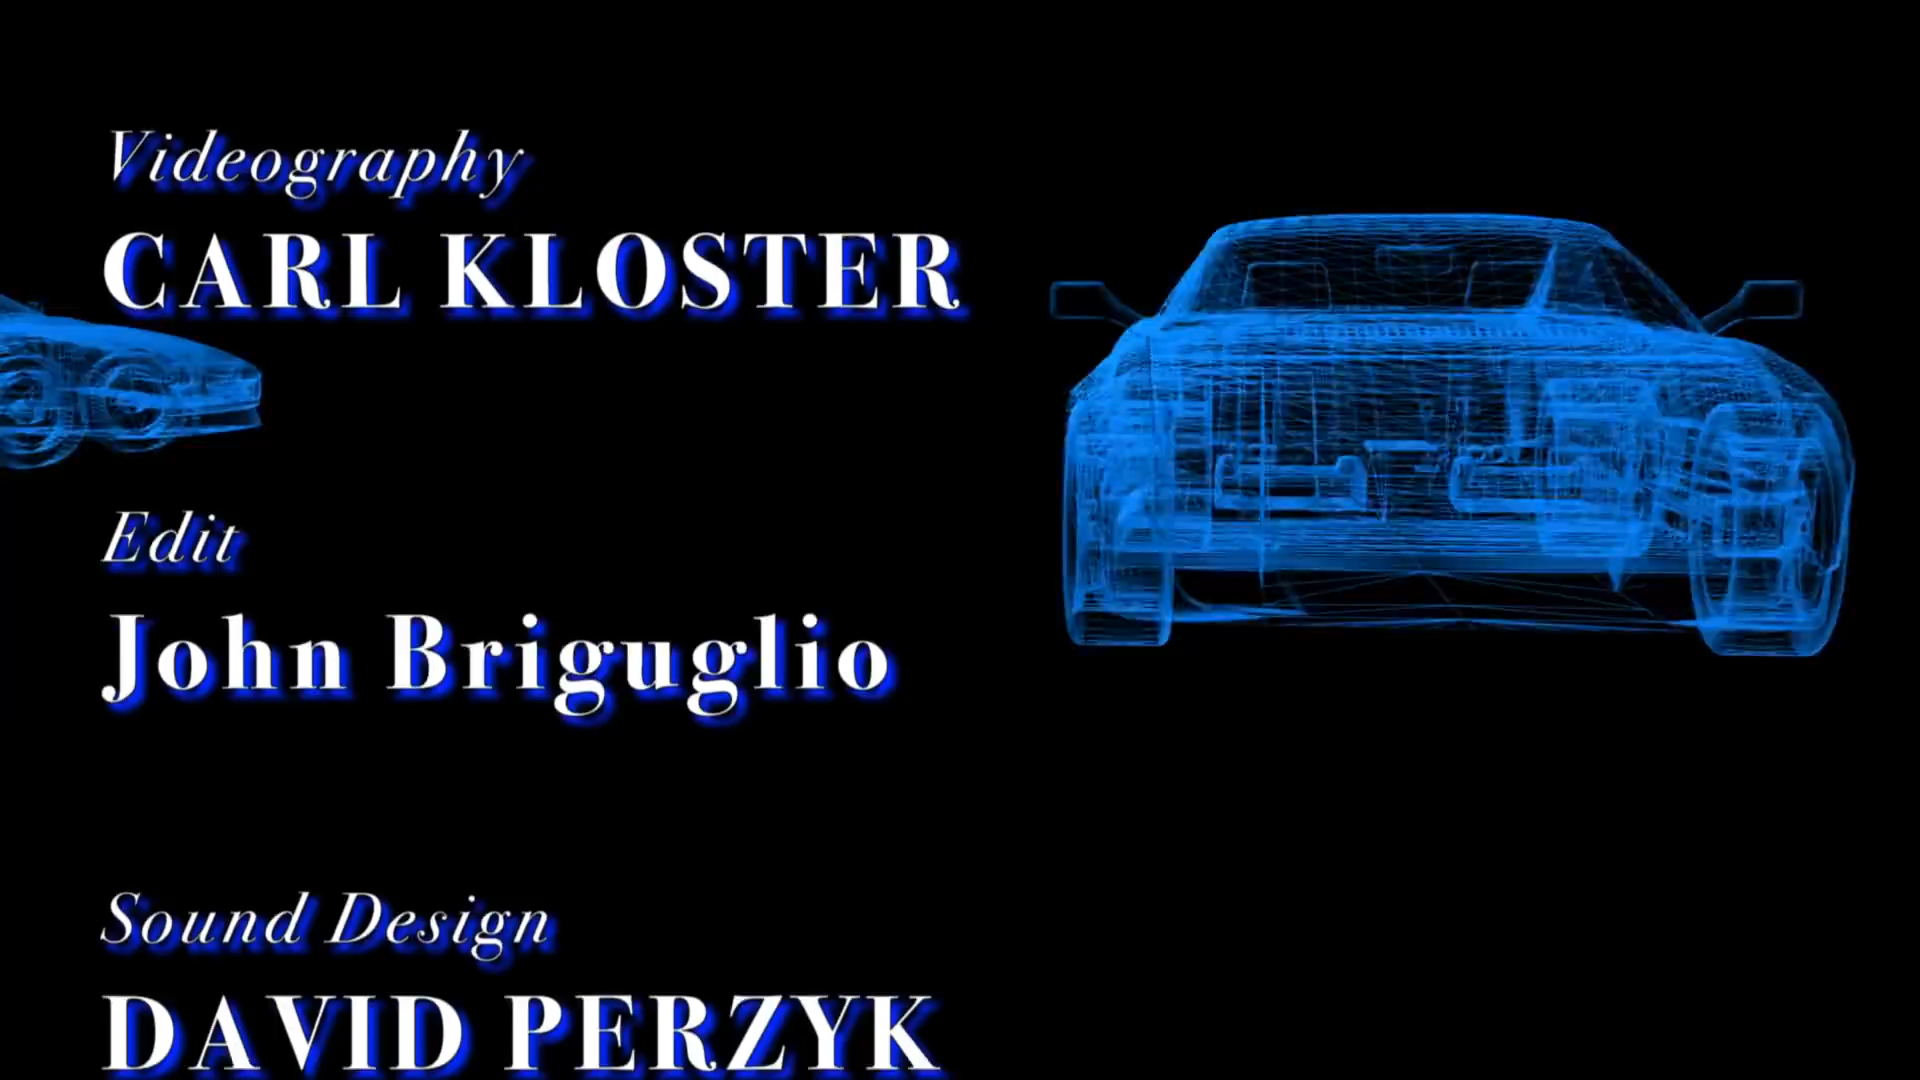 Videography
CARL KLOSTER
Edit
John Briguglio
Sound Design
DAVID PERZYK